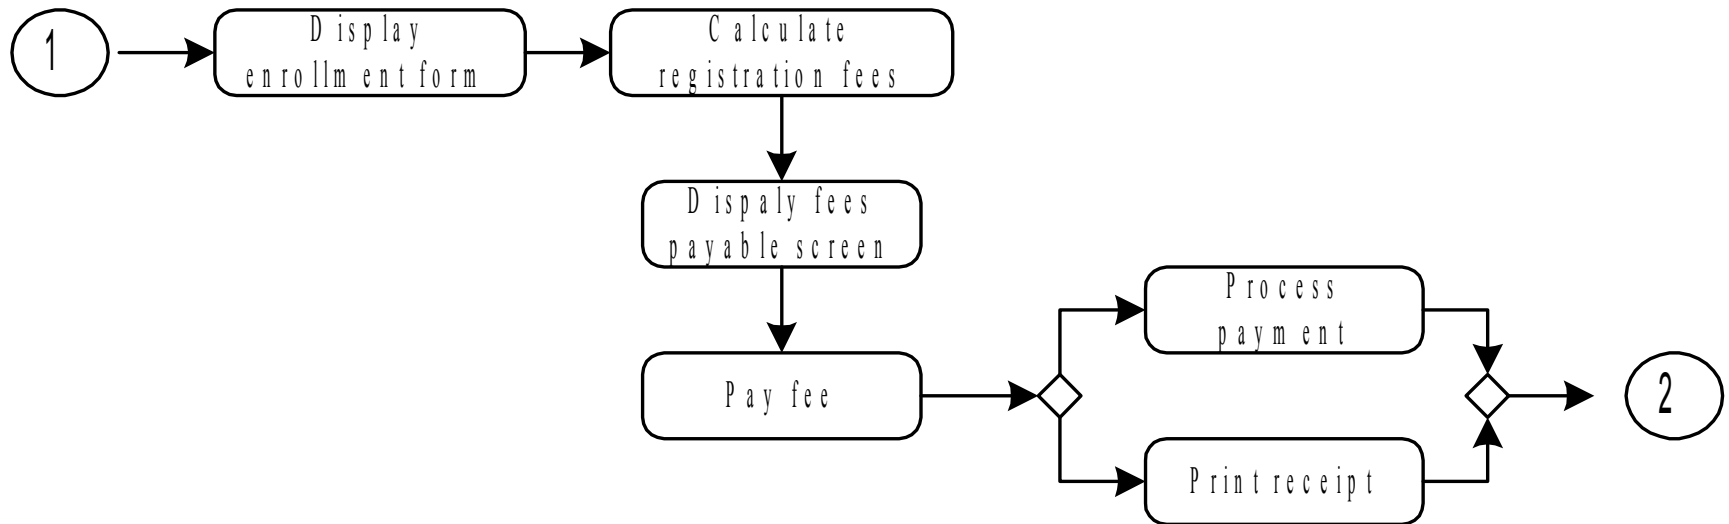 1
Display
enrollment form
Calculate
registration fees
Dispaly fees
payable screen
Pay fee
Process
payment
Print receipt
2